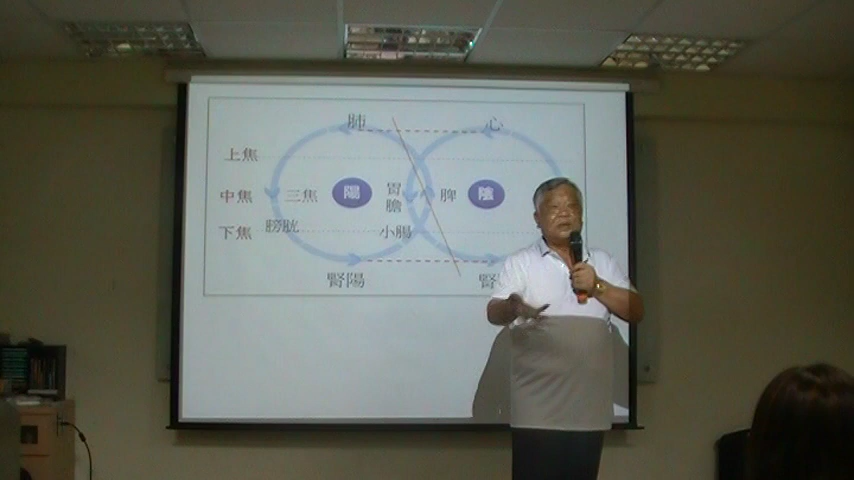 肺 心
上焦
中焦 三焦 陽 胃 脾 陰
膽
下焦 膀胱 小腸
腎陽 腎